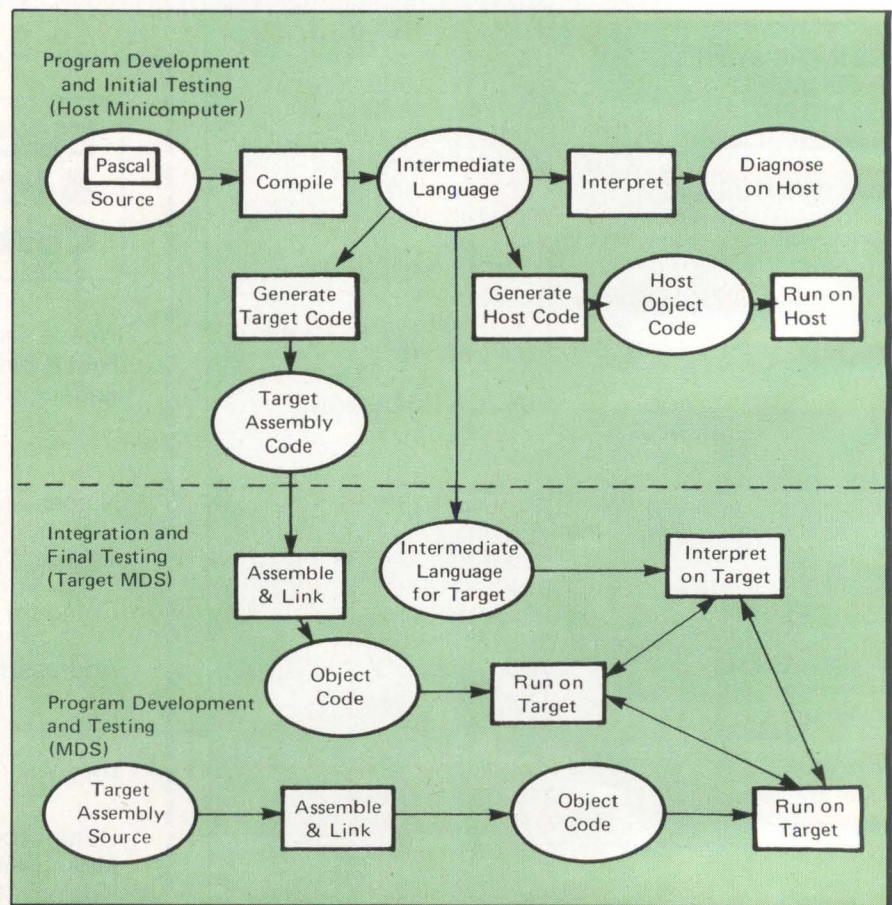 Program Development
and Initial Testing
(Host Minicomputer)
Pascal
Source
Compile
Intermediate
Language
Interpret
Diagnose
on Host
Generate
Target Code
Generate
Host Code
Host
Object
Code
Run on
Host
Target
Assembly
Code
Integration and
Final Testing
(Target MDS)
Assemble
& Link
Intermediate
Language
for Target
Interpret
on Target
Object
Code
Run on
Target
Program Development
and Testing
(MDS)
Target
Assembly
Source
Assemble
& Link
Object
Code
Run on
Target